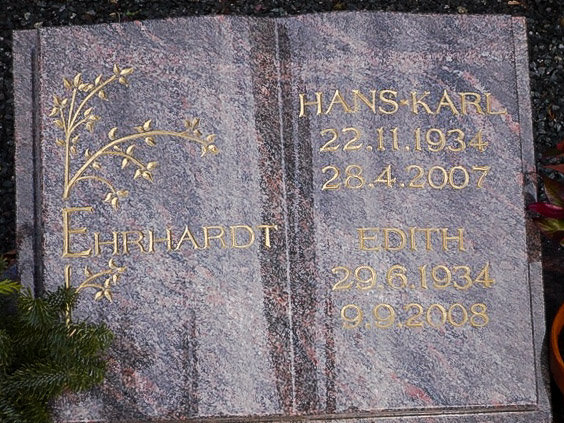 EHRHARDT
HANS-KARL
22.11.1934
28.4.2007
EDITH
29.6.1934
9.9.2008